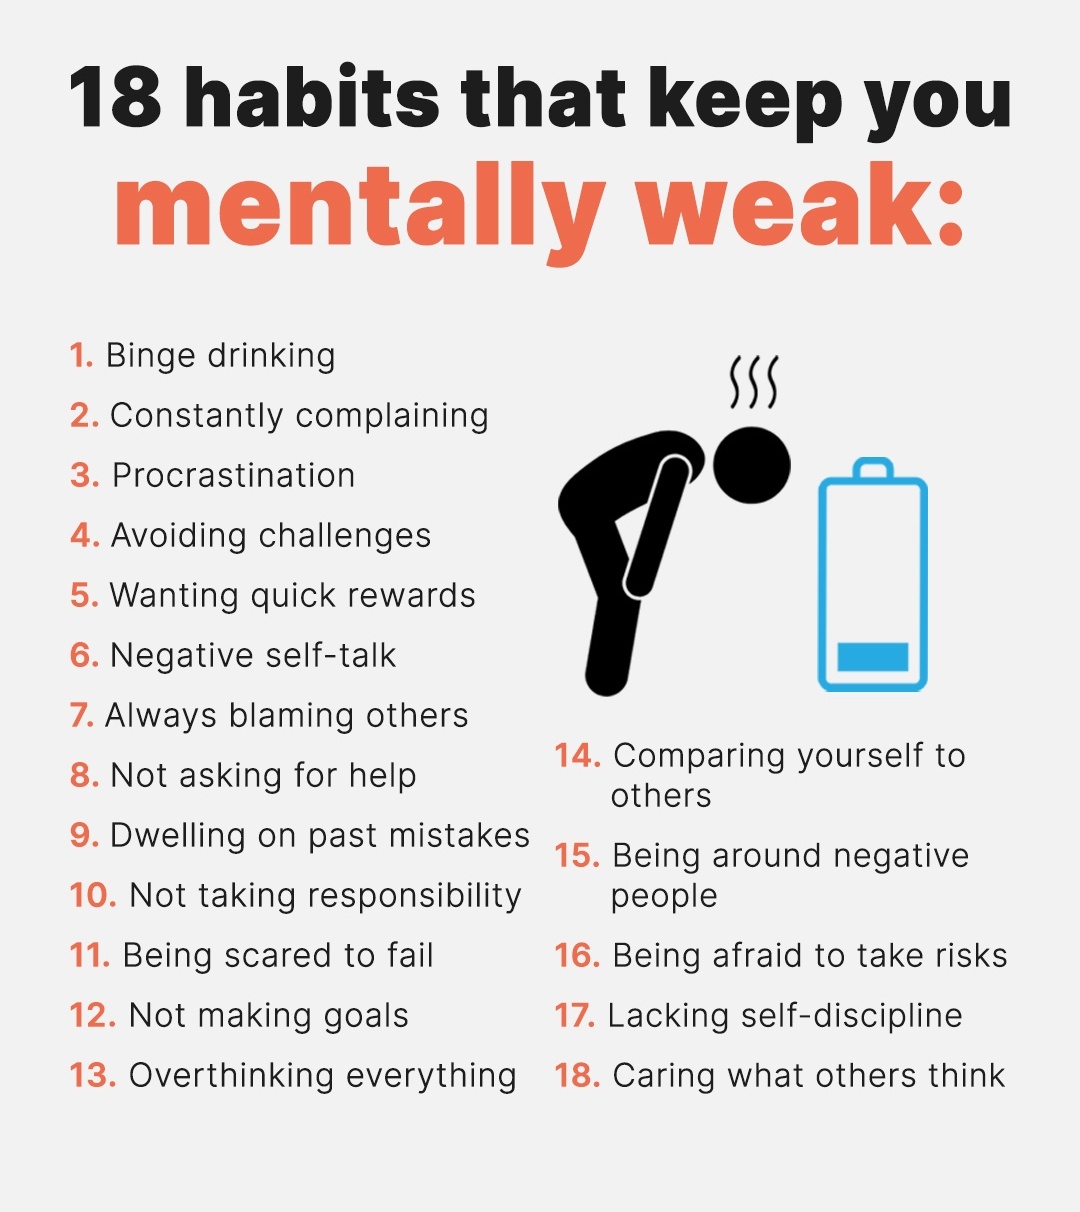 18 habits that keep you
mentally weak:
1. Binge drinking
2. Constantly complaining
3. Procrastination
4. Avoiding challenges
5. Wanting quick rewards
6. Negative self-talk
7. Always blaming others
8. Not asking for help
9. Dwelling on past mistakes
10. Not taking responsibility
11. Being scared to fail
12. Not making goals
13. Overthinking everything
14. Comparing yourself to
others
15. Being around negative
people
16. Being afraid to take risks
17. Lacking self-discipline
18. Caring what others think